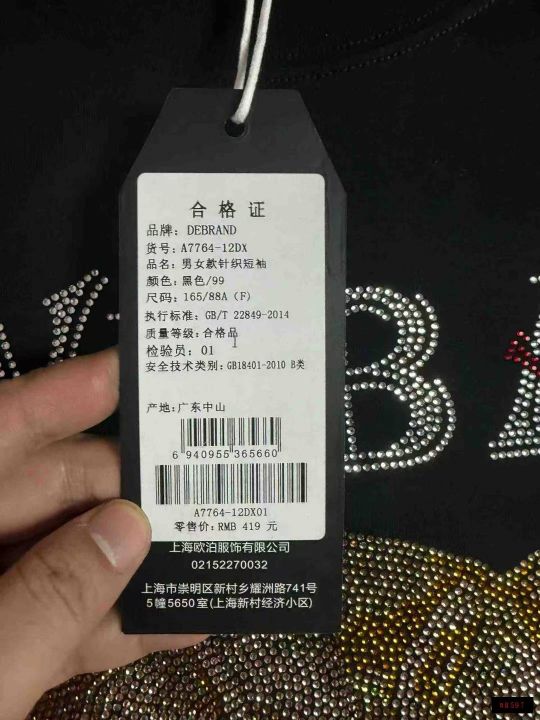 合格证
品牌: DEBRAND
货号: A7764-12DX
品名: 男女款针织短袖
颜色: 黑色/99
尺码: 165/88A (F)
执行标准: GB/T 22849-2014
质量等级: 合格品
检验员: 01
安全技术类别: GB18401-2010 B类
产地: 广东中山
6 940955 365660
A7764-12DX01
零售价: RMB 419 元
上海欧泊服饰有限公司
02152270032
上海市崇明区新村乡耀洲路741号
5幢5650室(上海新村经济小区)
B